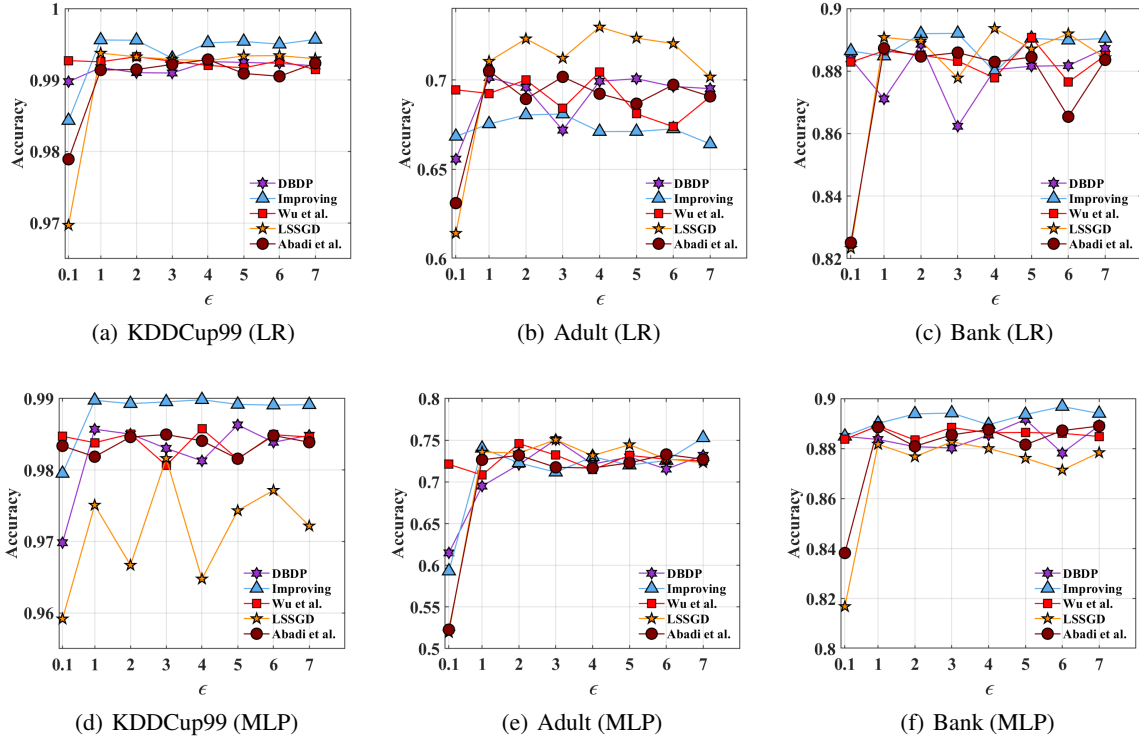 1
0.99
0.98
0.97
Accuracy
0.1 1 2 3 4 5 6 7
ϵ
DBDP
Improving
Wu et al.
LSSGD
Abadi et al.
(a) KDDCup99 (LR)
0.7
0.65
0.6
Accuracy
0.1 1 2 3 4 5 6 7
ϵ
DBDP
Improving
Wu et al.
LSSGD
Abadi et al.
(b) Adult (LR)
0.9
0.88
0.86
0.84
0.82
Accuracy
0.1 1 2 3 4 5 6 7
ϵ
DBDP
Improving
Wu et al.
LSSGD
Abadi et al.
(c) Bank (LR)
0.99
0.98
0.97
0.96
Accuracy
0.1 1 2 3 4 5 6 7
ϵ
DBDP
Improving
Wu et al.
LSSGD
Abadi et al.
(d) KDDCup99 (MLP)
0.8
0.75
0.7
0.65
0.6
0.55
0.5
Accuracy
0.1 1 2 3 4 5 6 7
ϵ
DBDP
Improving
Wu et al.
LSSGD
Abadi et al.
(e) Adult (MLP)
0.9
0.88
0.86
0.84
0.82
0.8
Accuracy
0.1 1 2 3 4 5 6 7
ϵ
DBDP
Improving
Wu et al.
LSSGD
Abadi et al.
(f) Bank (MLP)